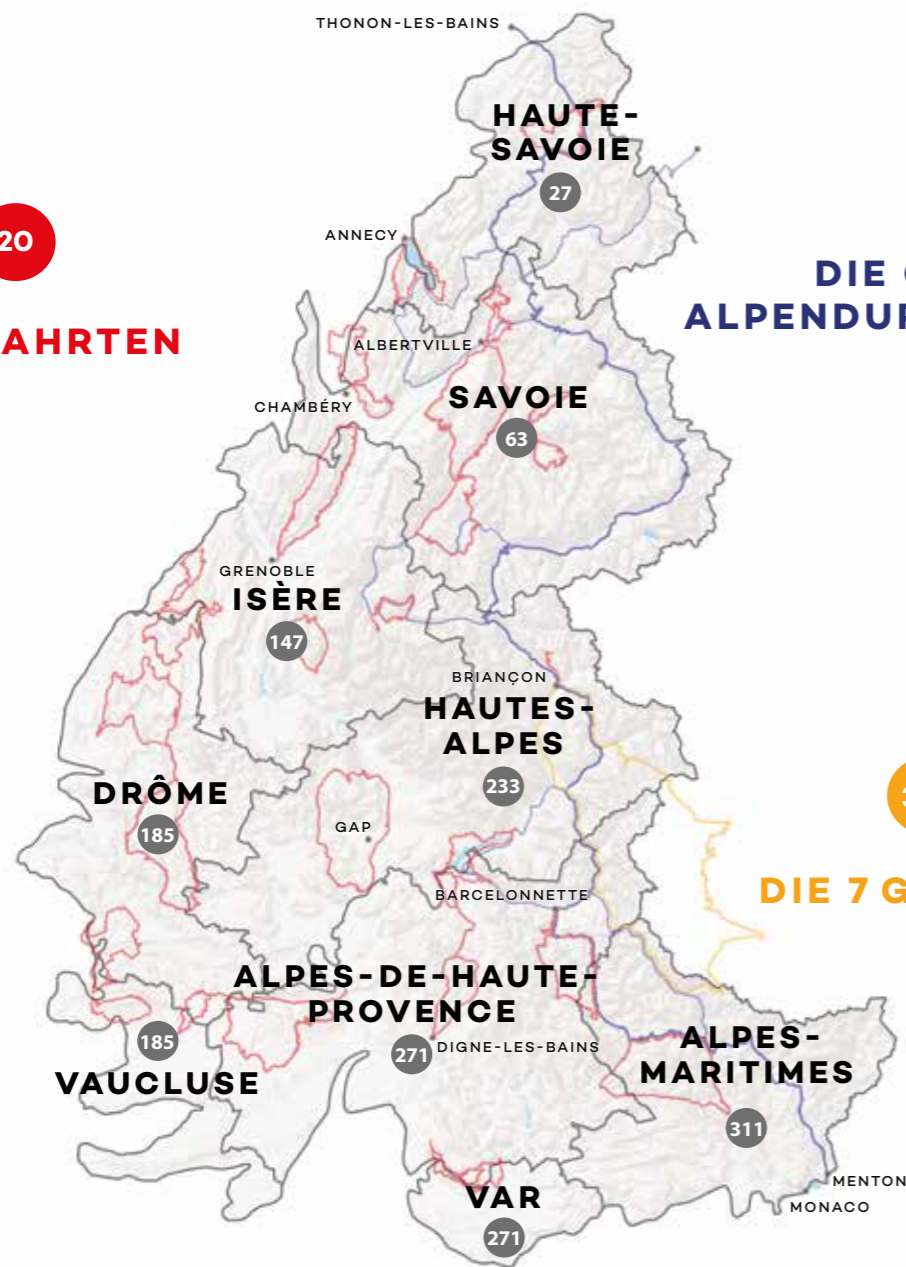 THONON-LES-BAINS
HAUTE-
SAVOIE
27
20
ANNECY
DIE
ALPENDUR
AHRTEN
ALBERTVILLE
SAVOIE
CHAMBÉRY
63
GRENOBLE
ISÈRE
147
BRIANÇON
HAUTES-
ALPES
233
DRÔME
185
GAP
BARCELONNETTE
DIE 7 G
ALPES-DE-HAUTE-
PROVENCE
271
DIGNE-LES-BAINS
185
VAUCLUSE
ALPES-
MARITIMES
311
VAR
271
MENTON
MONACO